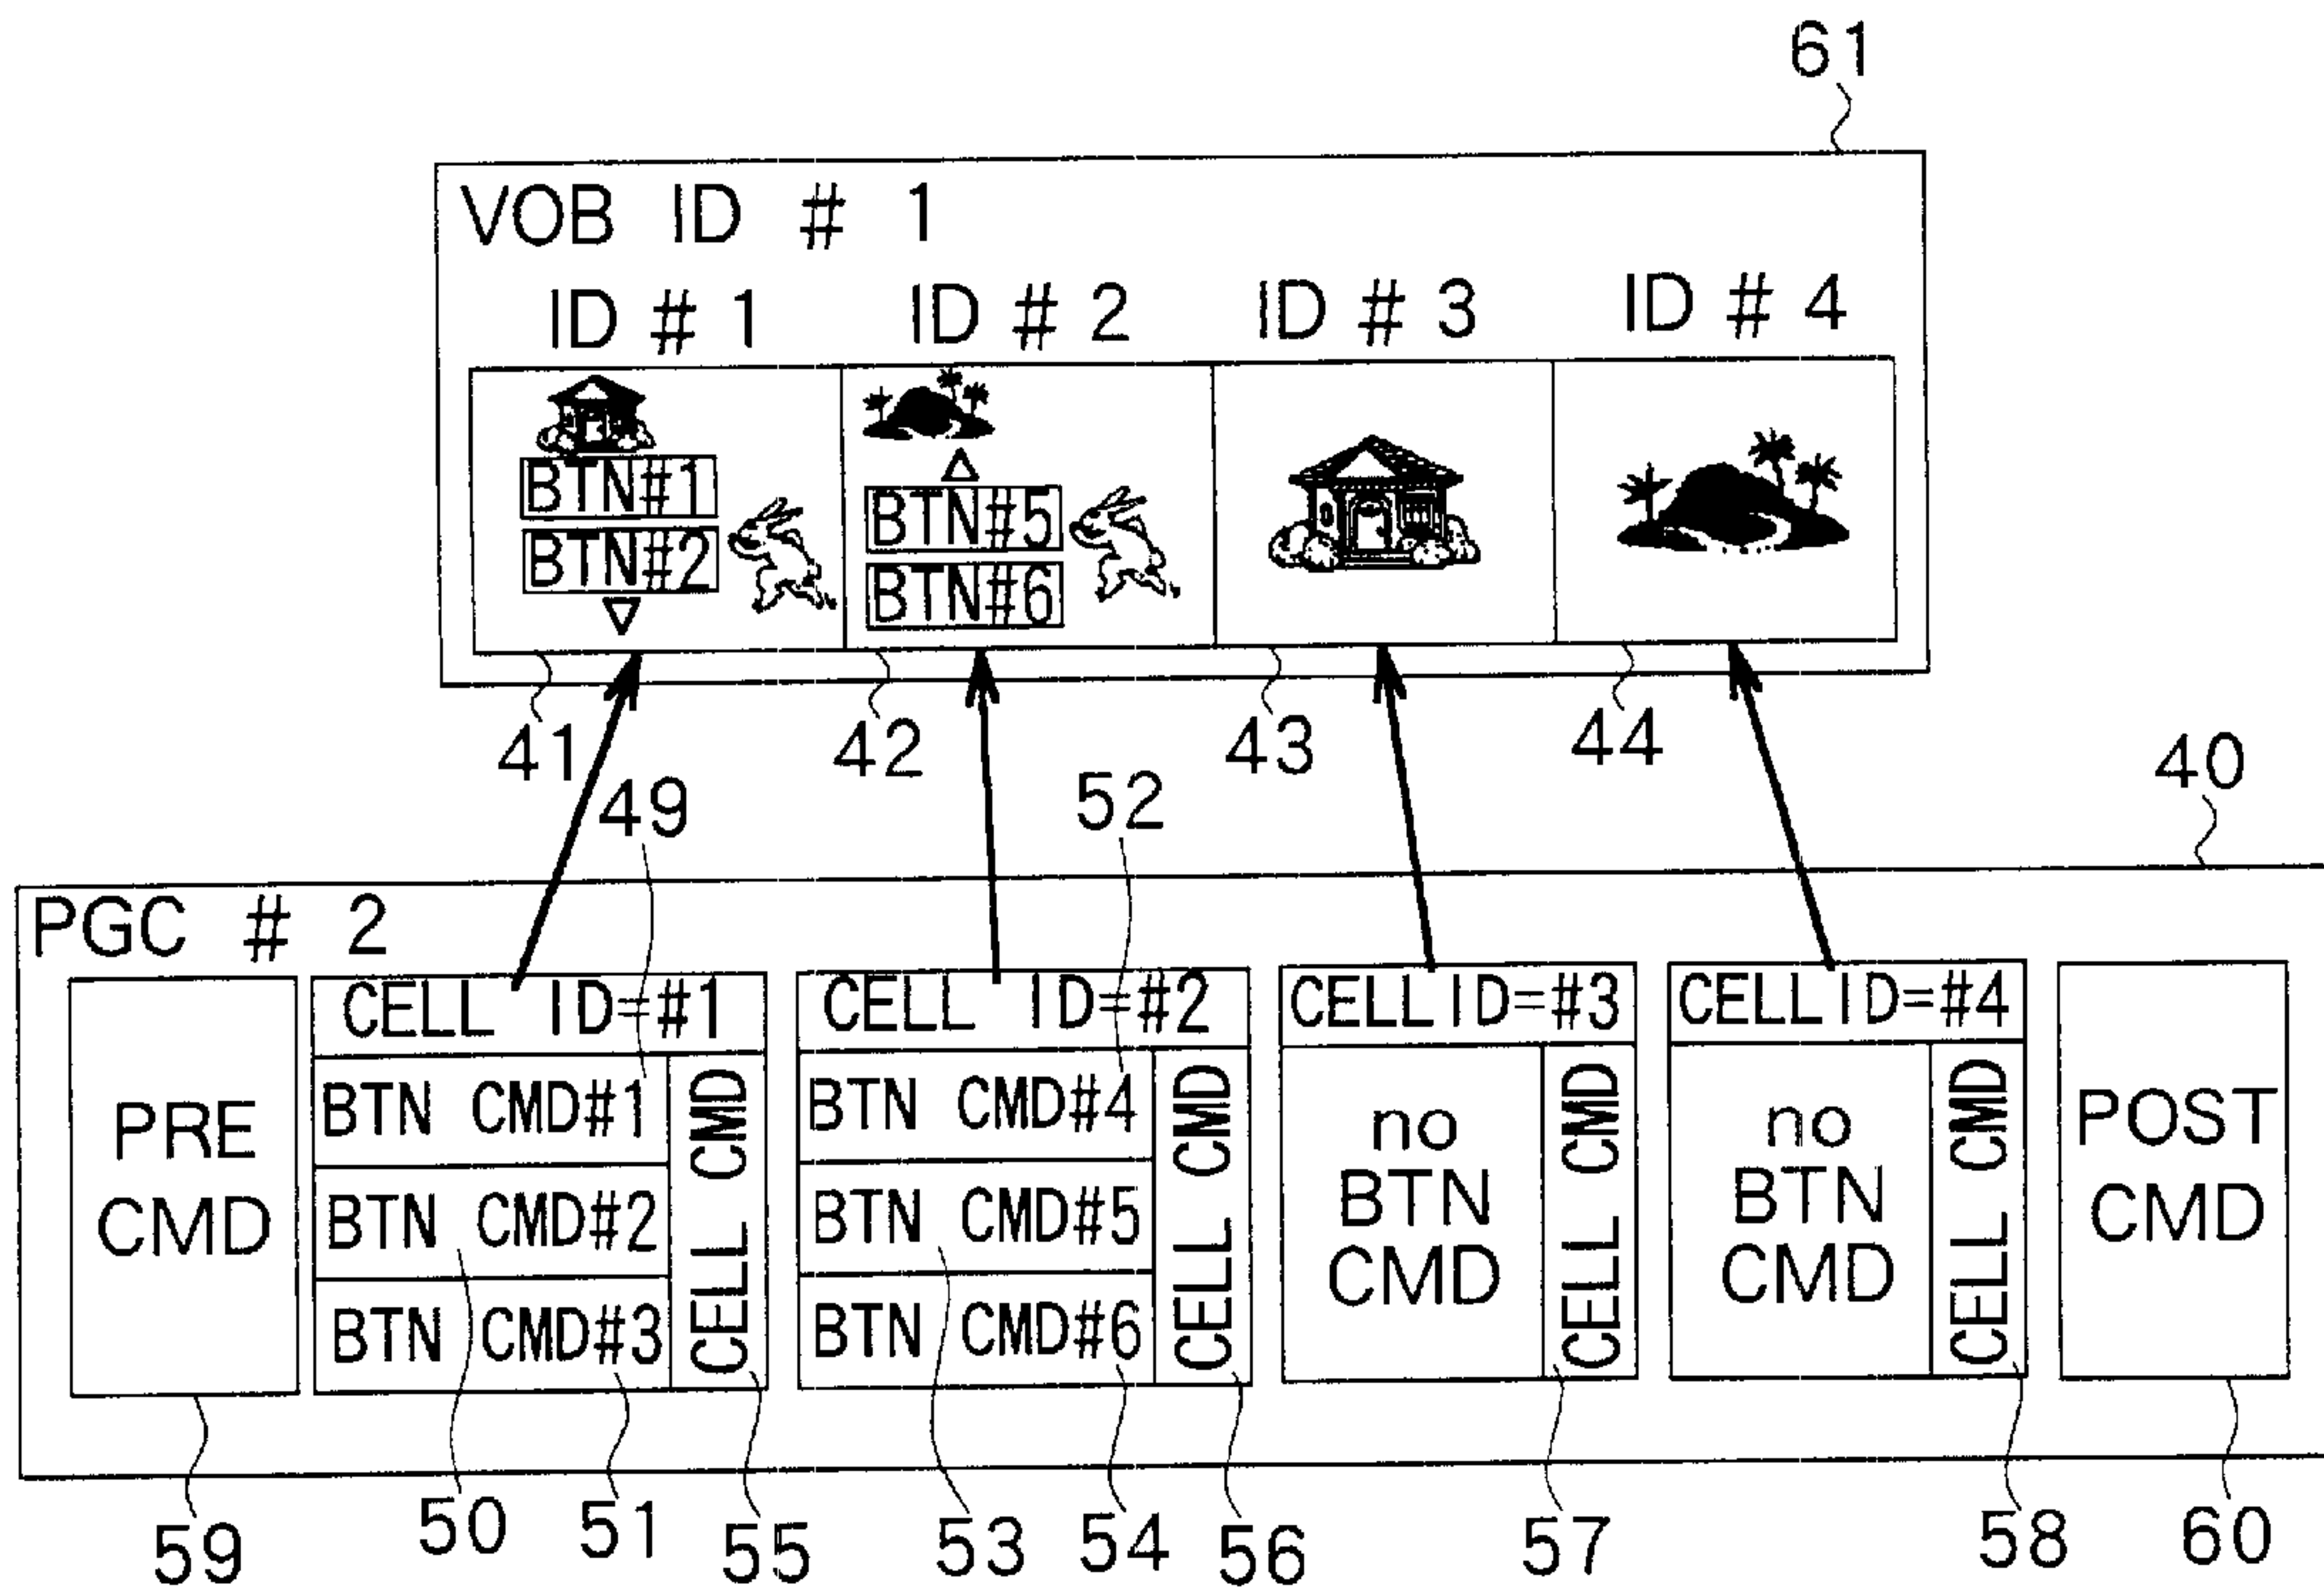 61
VOB ID # 1
ID # 1 ID # 2 ID # 3 ID # 4
BTN#1
BTN#2
BTN#5
BTN#6
41 42 43 44
49 52 40
PGC # 2
PRE
CMD
CELL ID=#1
BTN CMD#1
BTN CMD#2
BTN CMD#3
CELL CMD
CELL ID=#2
BTN CMD#4
BTN CMD#5
BTN CMD#6
CELL CMD
CELL ID=#3
no
BTN
CMD
CELL CMD
CELL ID=#4
no
BTN
CMD
CELL CMD
POST
CMD
59 50 51 55 53 54 56 57 58 60